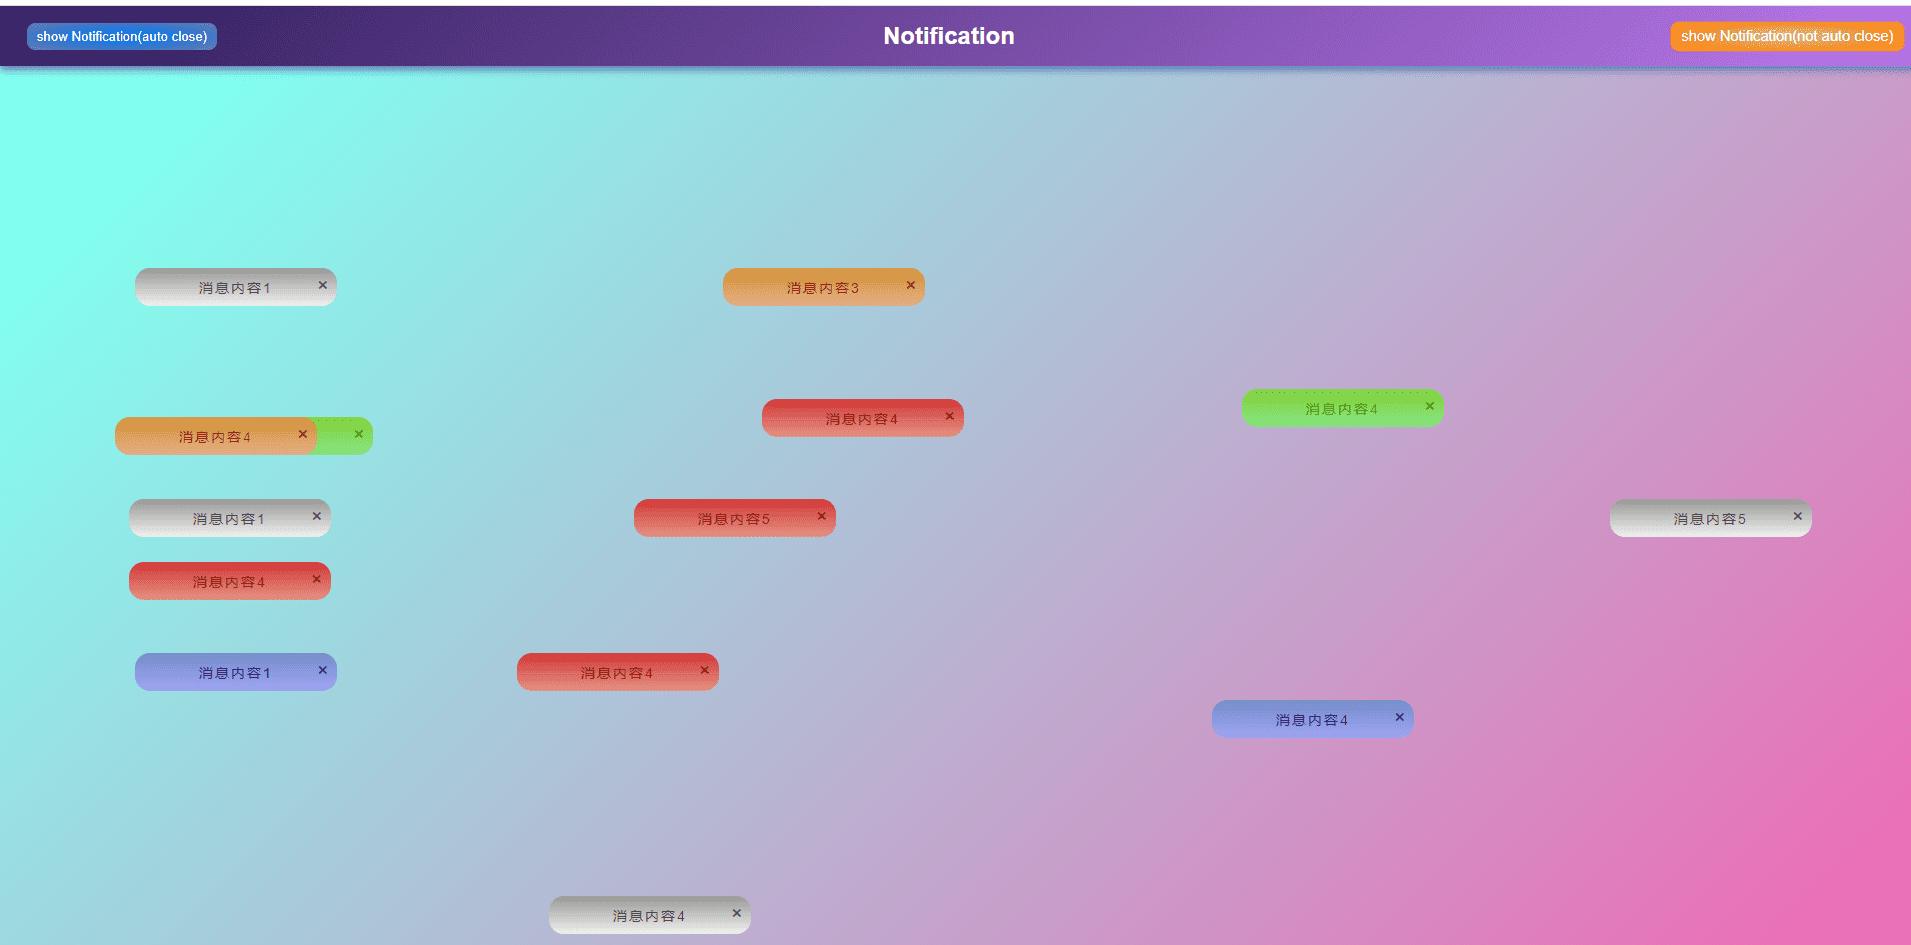 show Notification(auto close)
Notification
show Notification(not auto close)
消息内容1 ×
消息内容3 ×
消息内容4 ×
消息内容4 ×
消息内容4 × ×
消息内容1 ×
消息内容5 ×
消息内容5 ×
消息内容4 ×
消息内容1 ×
消息内容4 ×
消息内容4 ×
消息内容4 ×